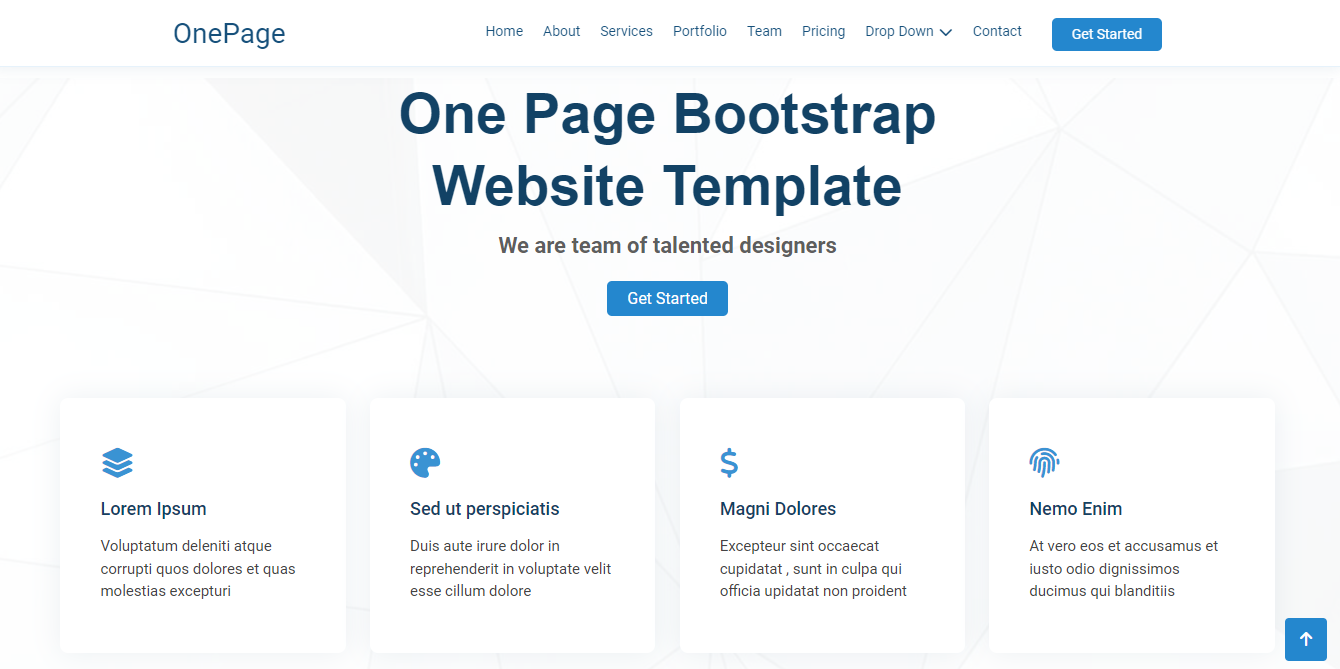 OnePage
Home About Services Portfolio Team Pricing Drop Down Contact Get Started
One Page Bootstrap
Website Template
We are team of talented designers
Get Started
Lorem Ipsum
Voluptatum deleniti atque
corrupti quos dolores et quas
molestias excepturi
Sed ut perspiciatis
Duis aute irure dolor in
reprehenderit in voluptate velit
esse cillum dolore
Magni Dolores
Excepteur sint occaecat
cupidatat , sunt in culpa qui
officia upidatat non proident
Nemo Enim
At vero eos et accusamus et
iusto odio dignissimos
ducimus qui blanditiis